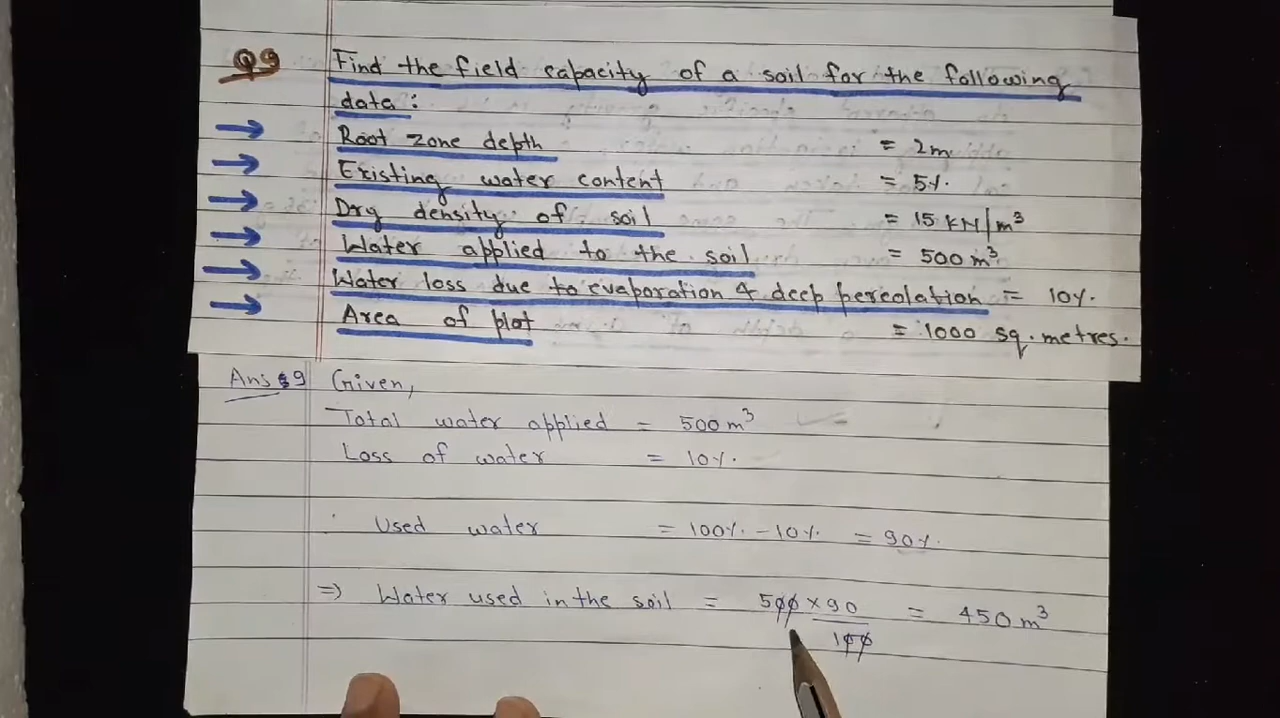 Q9 Find the field capacity of a soil for the following
data:
→ Root zone depth = 2m
→ Existing water content = 5%.
→ Dry density of soil = 15 KN/m³
→ Water applied to the soil = 500 m³.
→ Water loss due to evaporation & deep percolation = 10%.
→ Area of plot = 1000 sq. metres.
Ans 9 Given,
Total water applied = 500 m³
Loss of water = 10%.
∴ Used water = 100% - 10% = 90%.
⇒ Water used in the soil = 500 × 90 / 100 = 450 m³